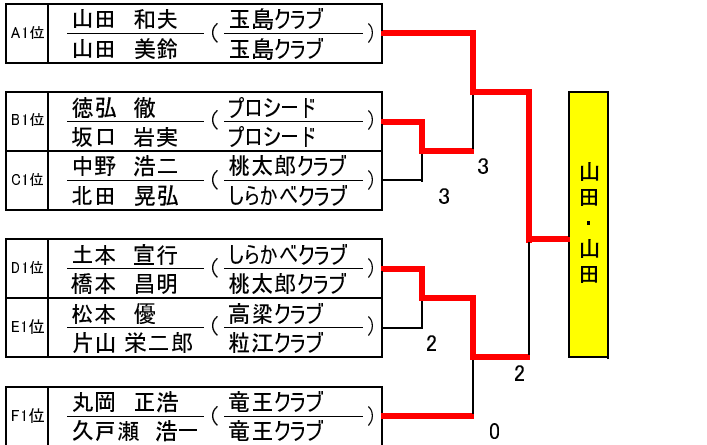 A1位 山田 和夫 ( 玉島クラブ )
山田 美鈴 玉島クラブ
B1位 徳弘 徹 ( プロシード )
坂口 岩実 プロシード
3
C1位 中野 浩二 ( 桃太郎クラブ )
北田 晃弘 しらかべクラブ
3
山田・山田
D1位 土本 宣行 ( しらかべクラブ )
橋本 昌明 桃太郎クラブ
E1位 松本 優 ( 高梁クラブ )
片山 栄二郎 粒江クラブ
2
2
F1位 丸岡 正浩 ( 竜王クラブ )
久戸瀬 浩一 竜王クラブ
0